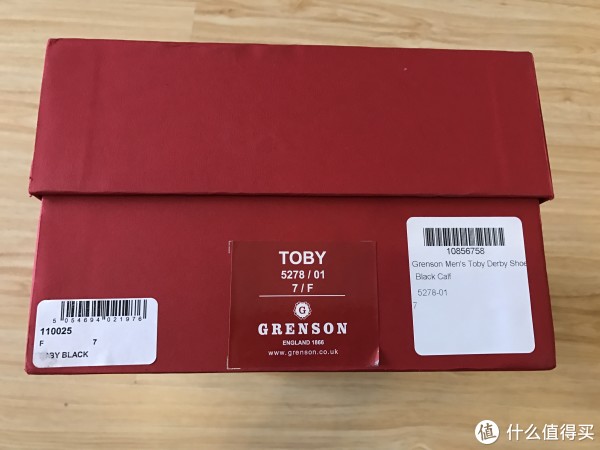 TOBY
5278 / 01
7 / F
G
GRENSON
ENGLAND 1866
www.grenson.co.uk
10856758
Grenson Men's Toby Derby Shoe
Black Calf
5278-01
7
5 054694 021976
110025
F 7
BLACK
值 什么值得买